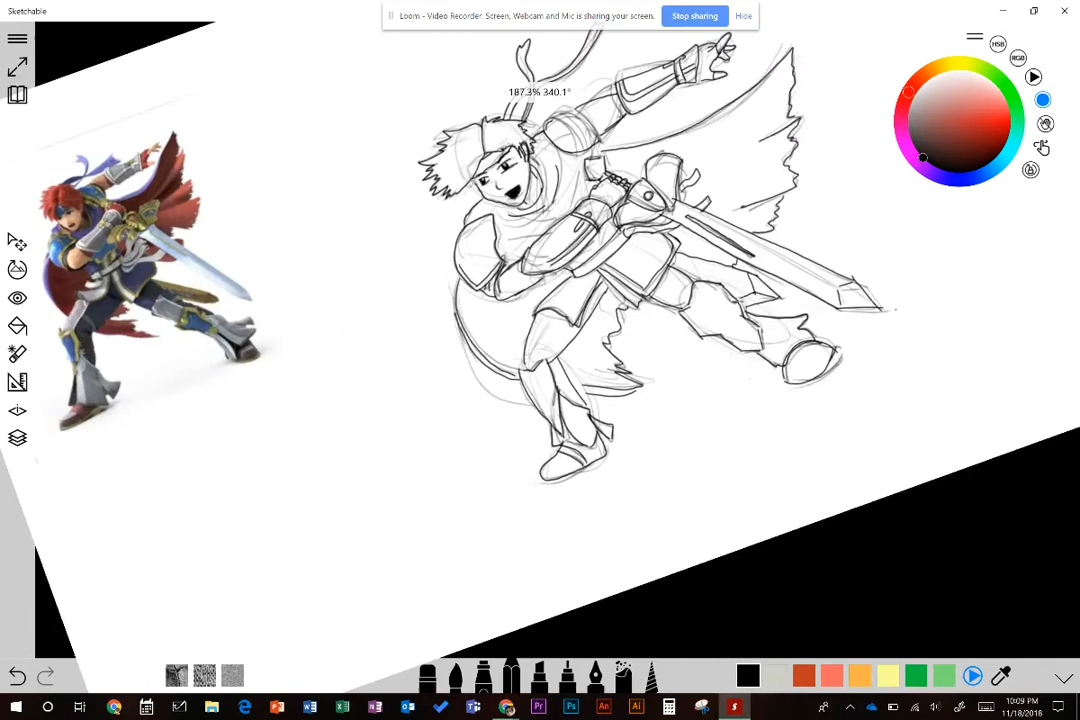 Sketchable
Loom - Video Recorder: Screen, Webcam and Mic is sharing your screen.
Stop sharing
Hide
HSB
RGB
187.3% 340.1°
10:09 PM
11/18/2016